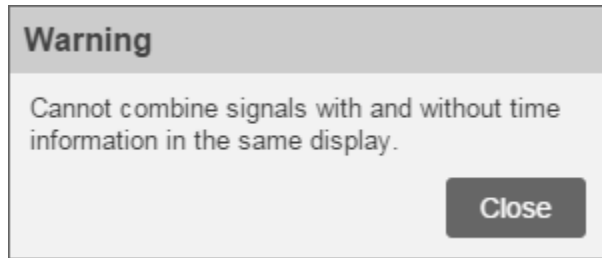 Warning
Cannot combine signals with and without time
information in the same display.
Close